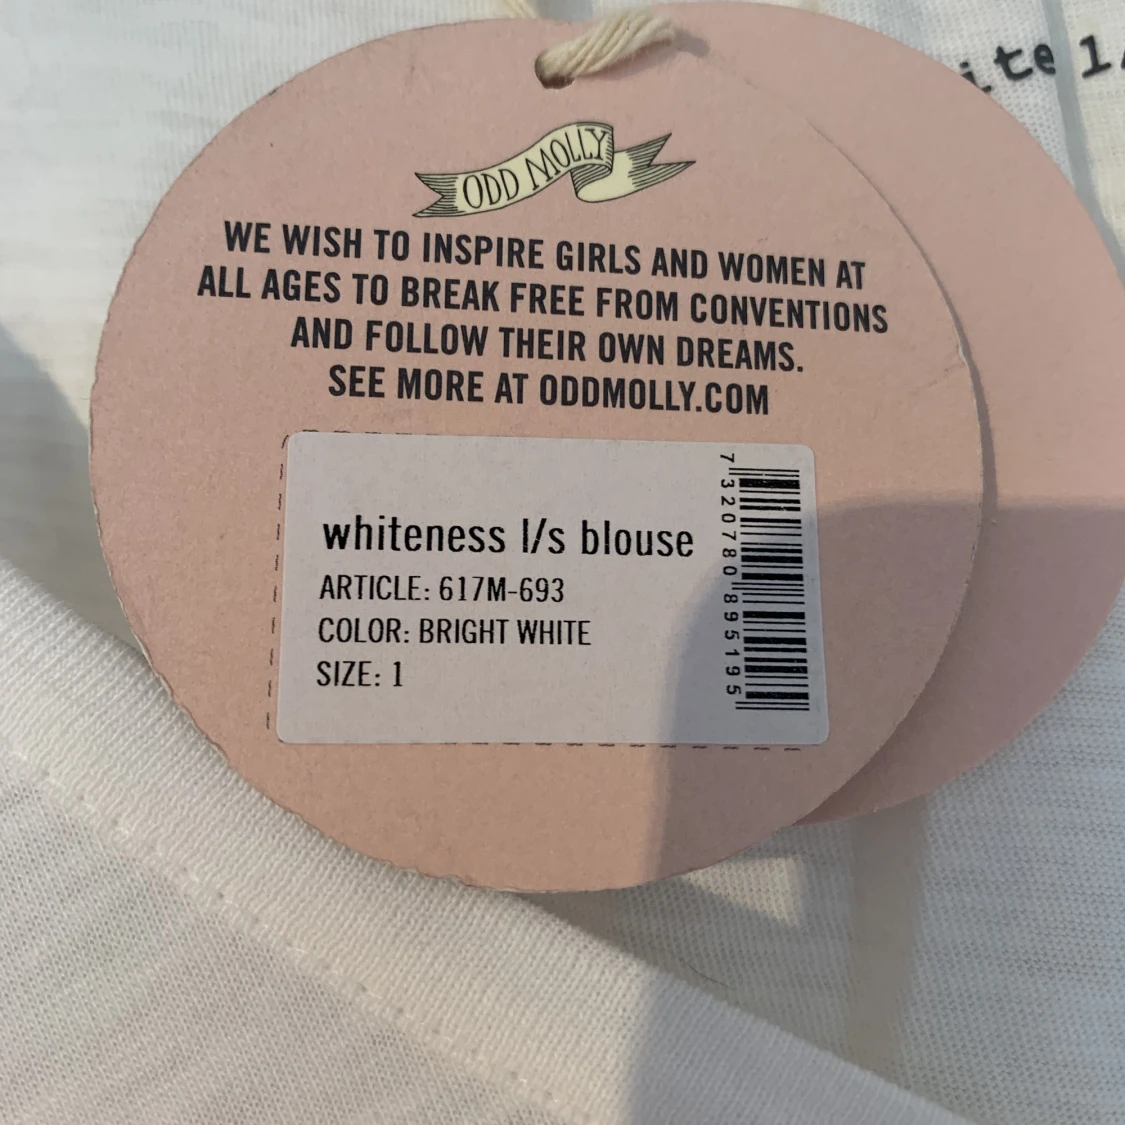 ite 1/
ODD MOLLY
WE WISH TO INSPIRE GIRLS AND WOMEN AT
ALL AGES TO BREAK FREE FROM CONVENTIONS
AND FOLLOW THEIR OWN DREAMS.
SEE MORE AT ODDMOLLY.COM
whiteness l/s blouse
ARTICLE: 617M-693
COLOR: BRIGHT WHITE
SIZE: 1
7320780895195